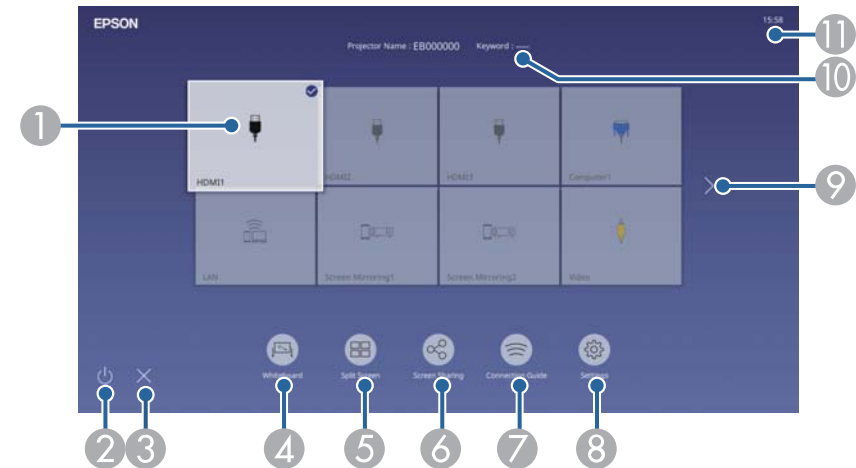 EPSON
15:58
Projector Name : EB000000 Keyword : ----
11
10
1
HDMI1
HDMI2
HDMI3
Computer1
9
LAN
Screen Mirroring1
Screen Mirroring2
Video
Whiteboard
Split Screen
Screen Sharing
Connection Guide
Settings
2
3
4
5
6
7
8